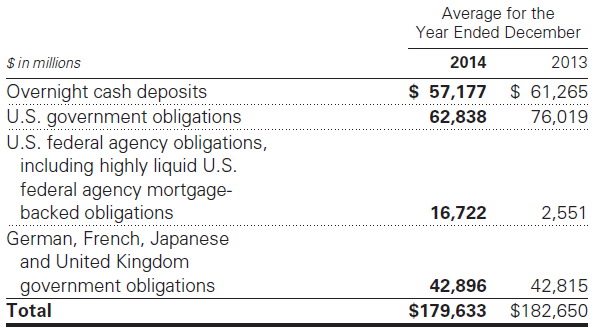 Average for the
Year Ended December
$ in millions 2014 2013
Overnight cash deposits $ 57,177 $ 61,265
U.S. government obligations 62,838 76,019
U.S. federal agency obligations,
including highly liquid U.S.
federal agency mortgage-
backed obligations 16,722 2,551
German, French, Japanese
and United Kingdom
government obligations 42,896 42,815
Total $179,633 $182,650